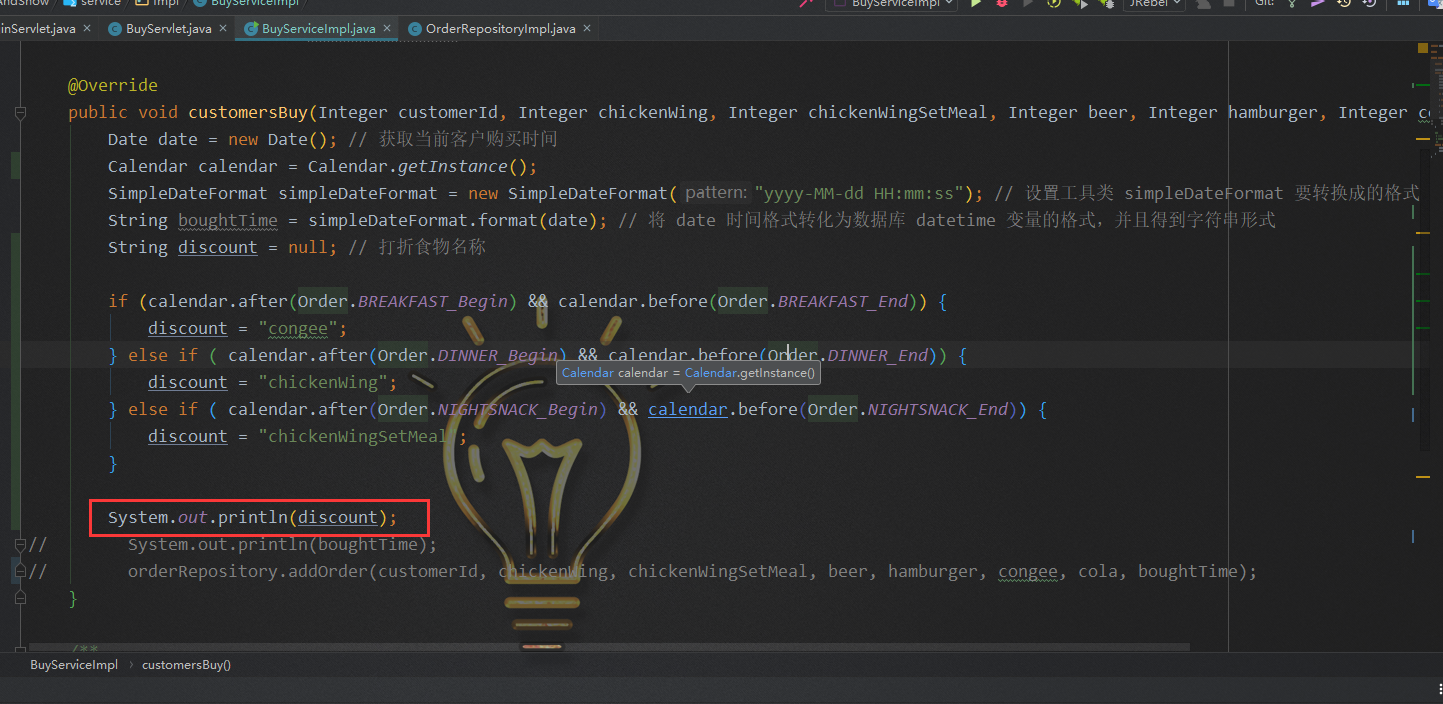 service
Impl
BuyServiceImpl
BuyServiceImpl
JRebel
Git:
inServlet.java
BuyServlet.java
BuyServiceImpl.java
OrderRepositoryImpl.java
@Override
public void customersBuy(Integer customerId, Integer chickenWing, Integer chickenWingSetMeal, Integer beer, Integer hamburger, Integer co
Date date = new Date(); // 获取当前客户购买时间
Calendar calendar = Calendar.getInstance();
SimpleDateFormat simpleDateFormat = new SimpleDateFormat( pattern: "yyyy-MM-dd HH:mm:ss"); // 设置工具类 simpleDateFormat 要转换成的格式
String boughtTime = simpleDateFormat.format(date); // 将 date 时间格式转化为数据库 datetime 变量的格式，并且得到字符串形式
String discount = null; // 打折食物名称
if (calendar.after(Order.BREAKFAST_Begin) && calendar.before(Order.BREAKFAST_End)) {
discount = "congee";
} else if ( calendar.after(Order.DINNER_Begin) && calendar.before(Order.DINNER_End)) {
Calendar calendar = Calendar.getInstance()
discount = "chickenWing";
} else if ( calendar.after(Order.NIGHTSNACK_Begin) && calendar.before(Order.NIGHTSNACK_End)) {
discount = "chickenWingSetMeal";
}
System.out.println(discount);
// System.out.println(boughtTime);
// orderRepository.addOrder(customerId, chickenWing, chickenWingSetMeal, beer, hamburger, congee, cola, boughtTime);
}
/**
BuyServiceImpl › customersBuy()